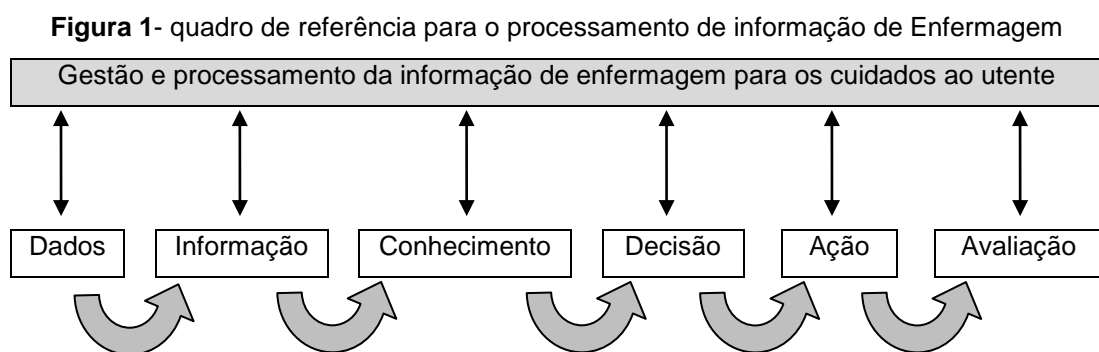 Figura 1- quadro de referência para o processamento de informação de Enfermagem
Gestão e processamento da informação de enfermagem para os cuidados ao utente
Dados Informação Conhecimento Decisão Ação Avaliação